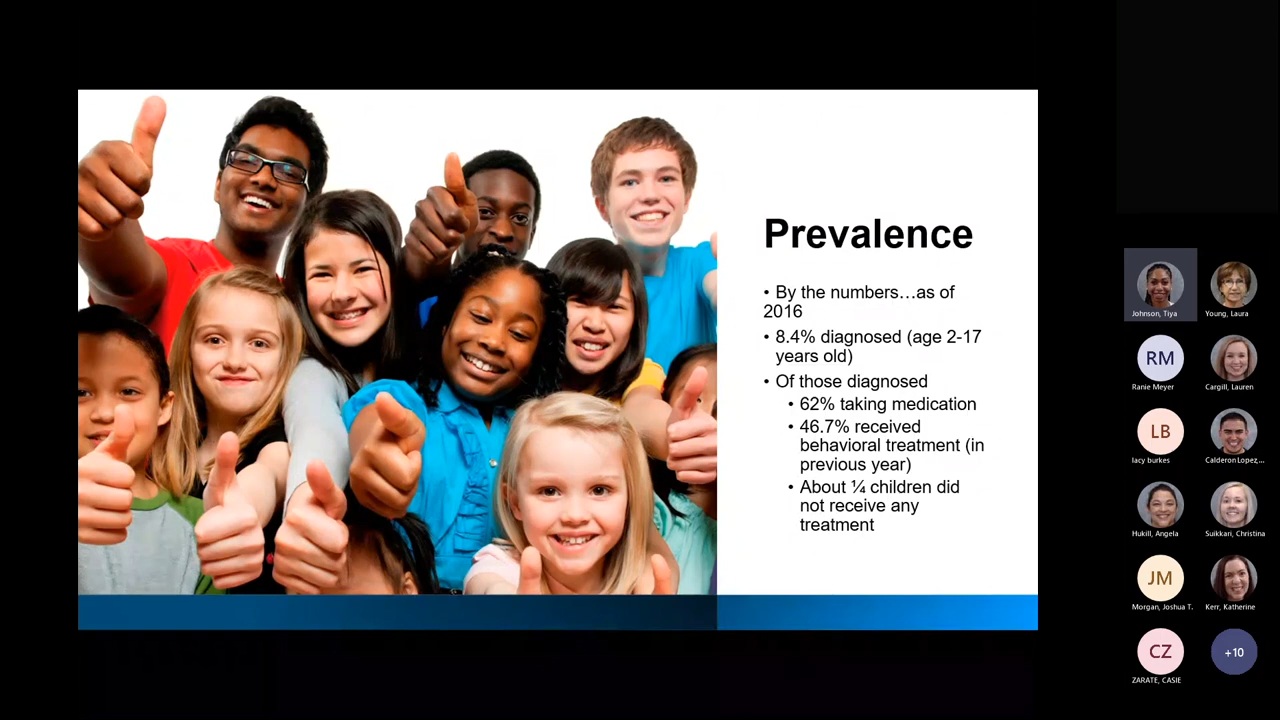 Prevalence
• By the numbers…as of
2016
• 8.4% diagnosed (age 2-17
years old)
• Of those diagnosed
• 62% taking medication
• 46.7% received
behavioral treatment (in
previous year)
• About ¼ children did
not receive any
treatment
Johnson, Tiya
Young, Laura
RM
Ranie Meyer
Cargill, Lauren
LB
lacy burkes
Calderon Lopez,...
Hukill, Angela
Suikkari, Christina
JM
Morgan, Joshua T.
Kerr, Katherine
CZ
ZARATE, CASIE
+10